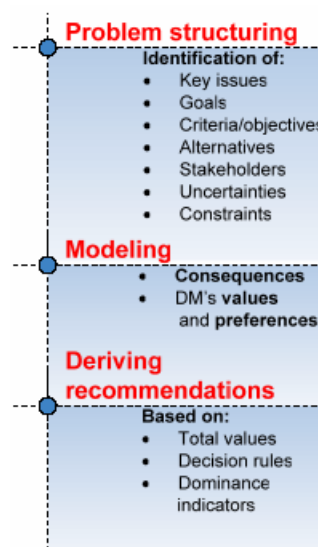 Problem structuring
Identification of:
• Key issues
• Goals
• Criteria/objectives
• Alternatives
• Stakeholders
• Uncertainties
• Constraints
Modeling
• Consequences
• DM's values
and preferences
Deriving
recommendations
Based on:
• Total values
• Decision rules
• Dominance
indicators